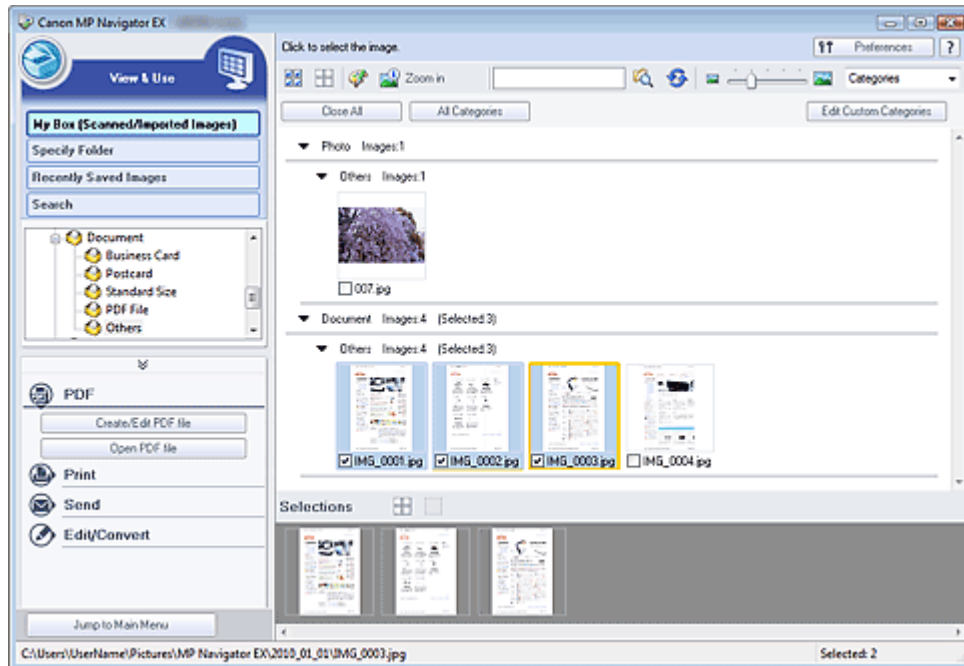 Canon MP Navigator EX
Click to select the image.
Preferences
?
View & Use
Zoom in
Categories
Close All
All Categories
Edit Custom Categories
My Box (Scanned/Imported Images)
Specify Folder
Recently Saved Images
Search
Document
Business Card
Postcard
Standard Size
PDF File
Others
PDF
Create/Edit PDF file
Open PDF file
Print
Send
Edit/Convert
Jump to Main Menu
Photo Images:1
Others Images:1
007.jpg
Document Images:4 (Selected:3)
Others Images:4 (Selected:3)
IMG_0001.jpg
IMG_0002.jpg
IMG_0003.jpg
IMG_0004.jpg
Selections
C:\Users\UserName\Pictures\MP Navigator EX\2010_01_01\IMG_0003.jpg
Selected: 2